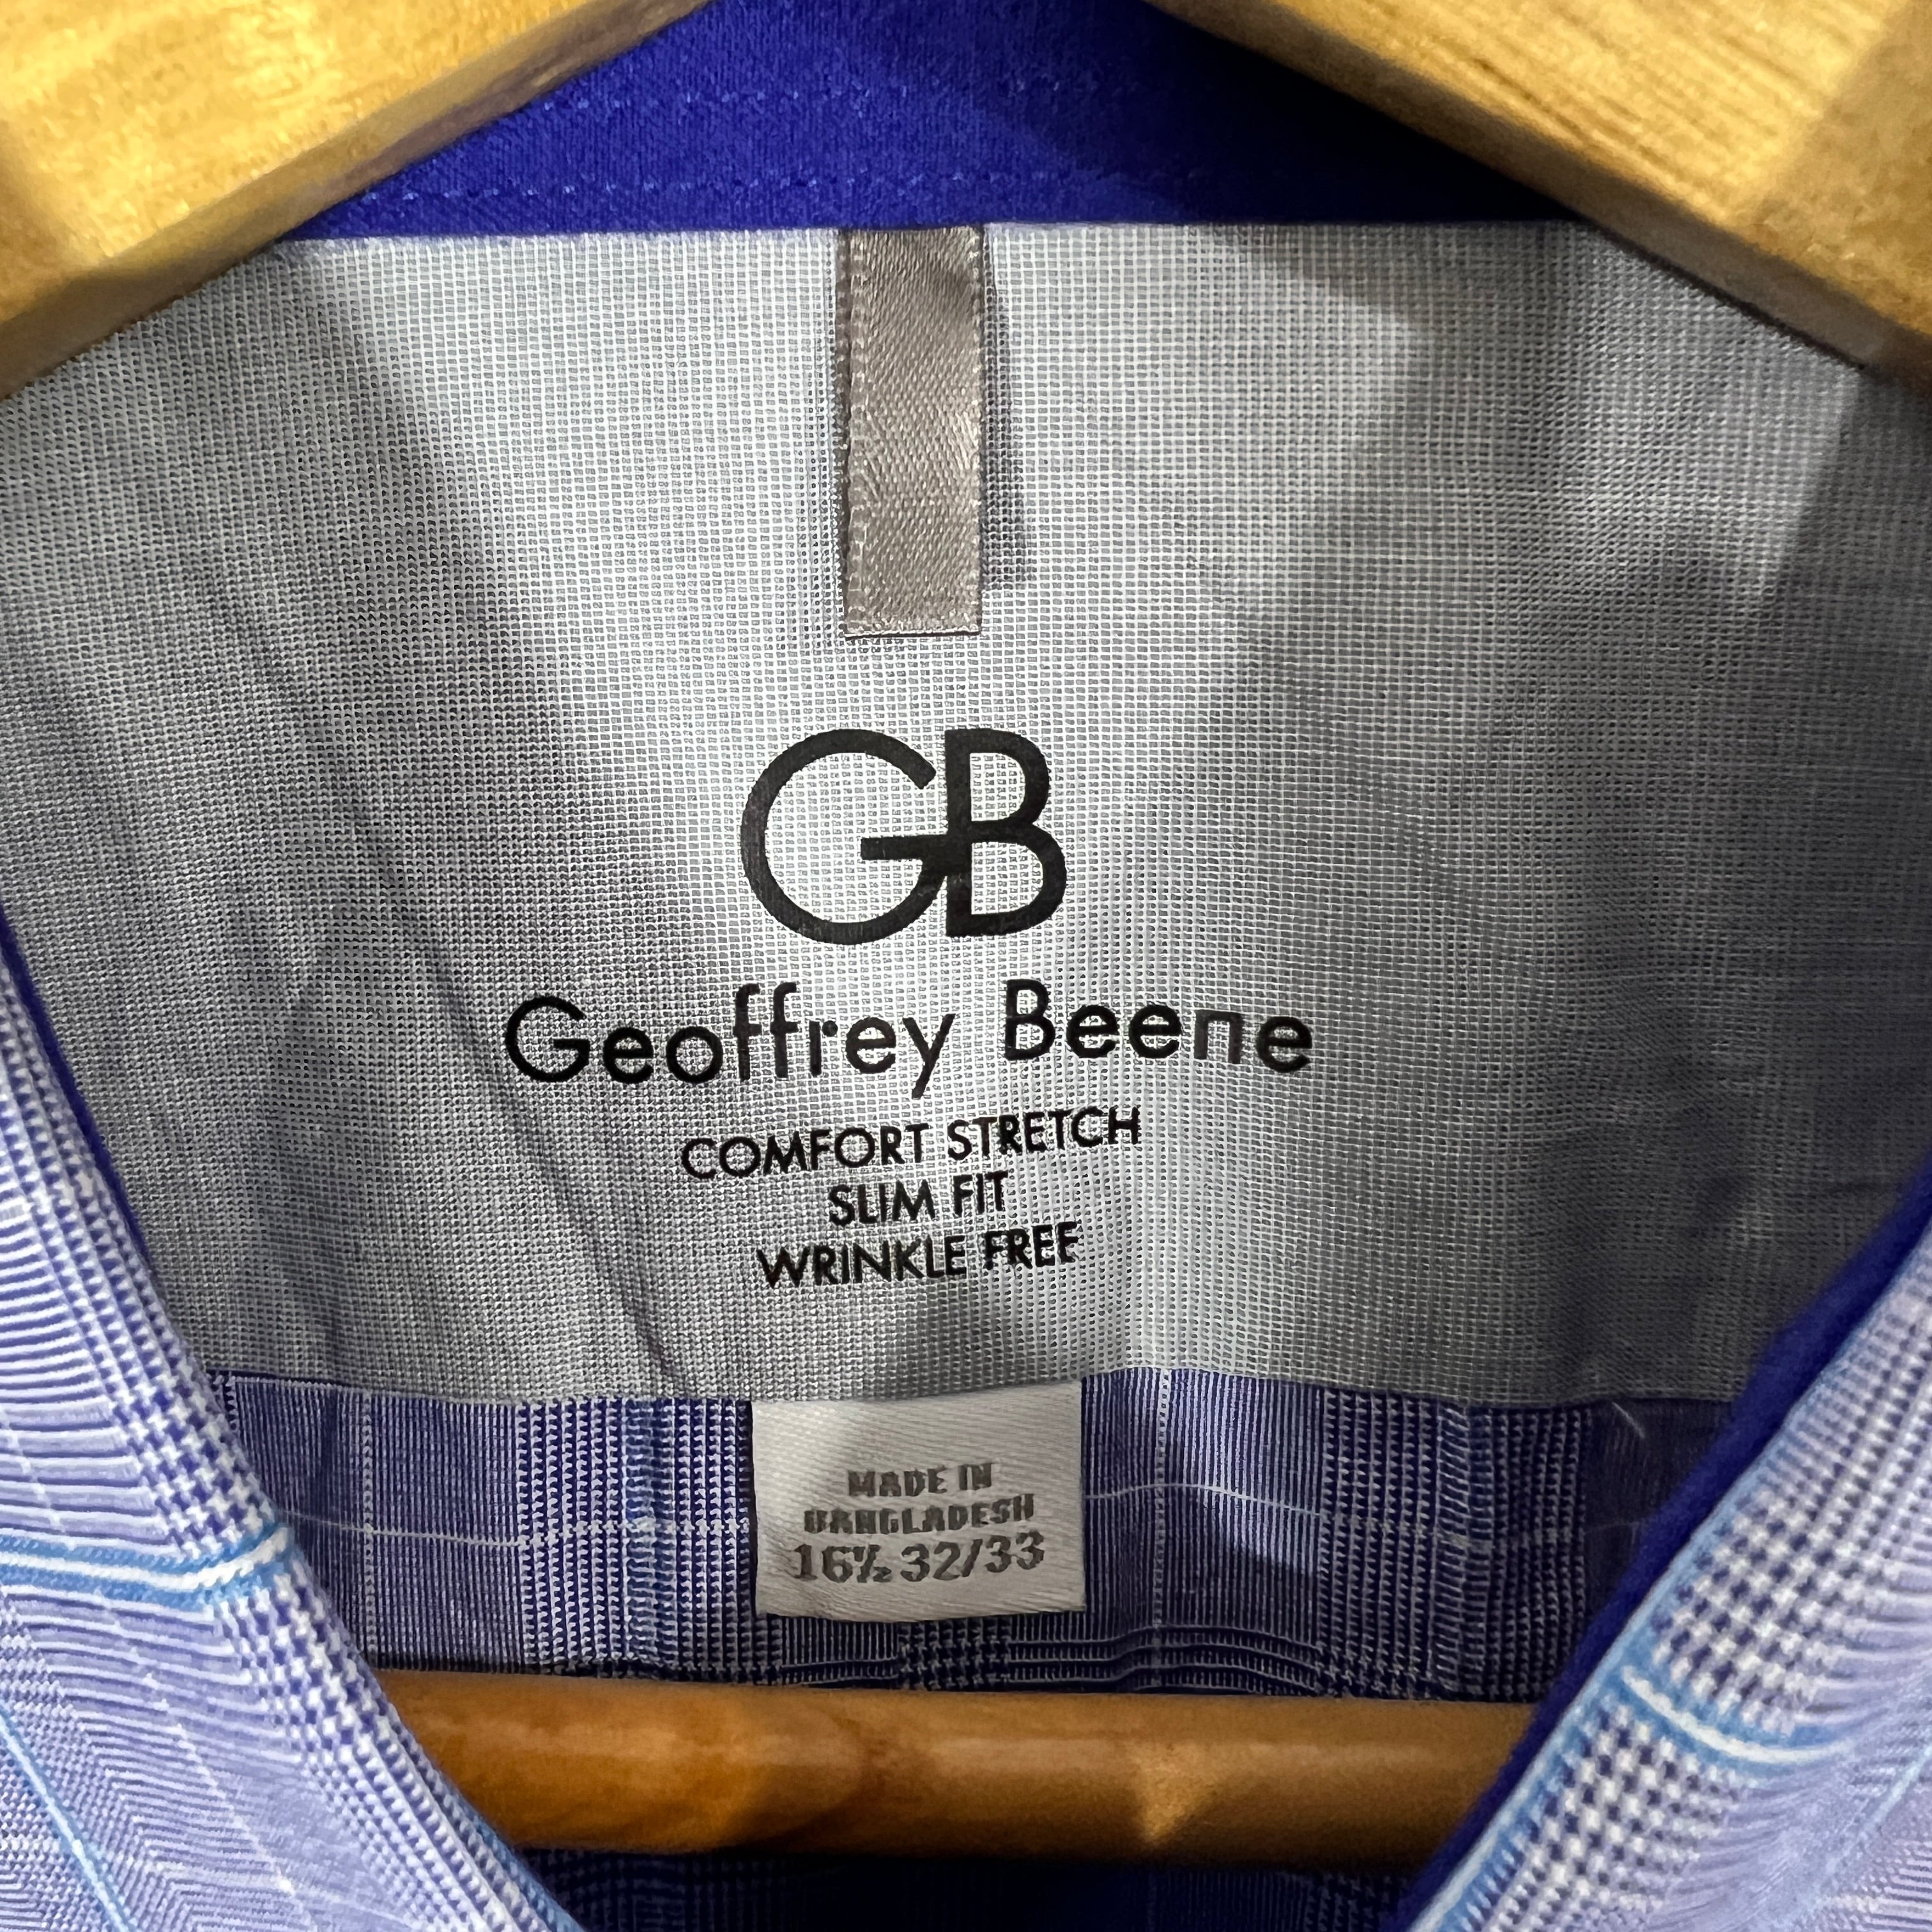 GB
Geoffrey Beene
COMFORT STRETCH
SLIM FIT
WRINKLE FREE
MADE IN
BANGLADESH
16½ 32/33